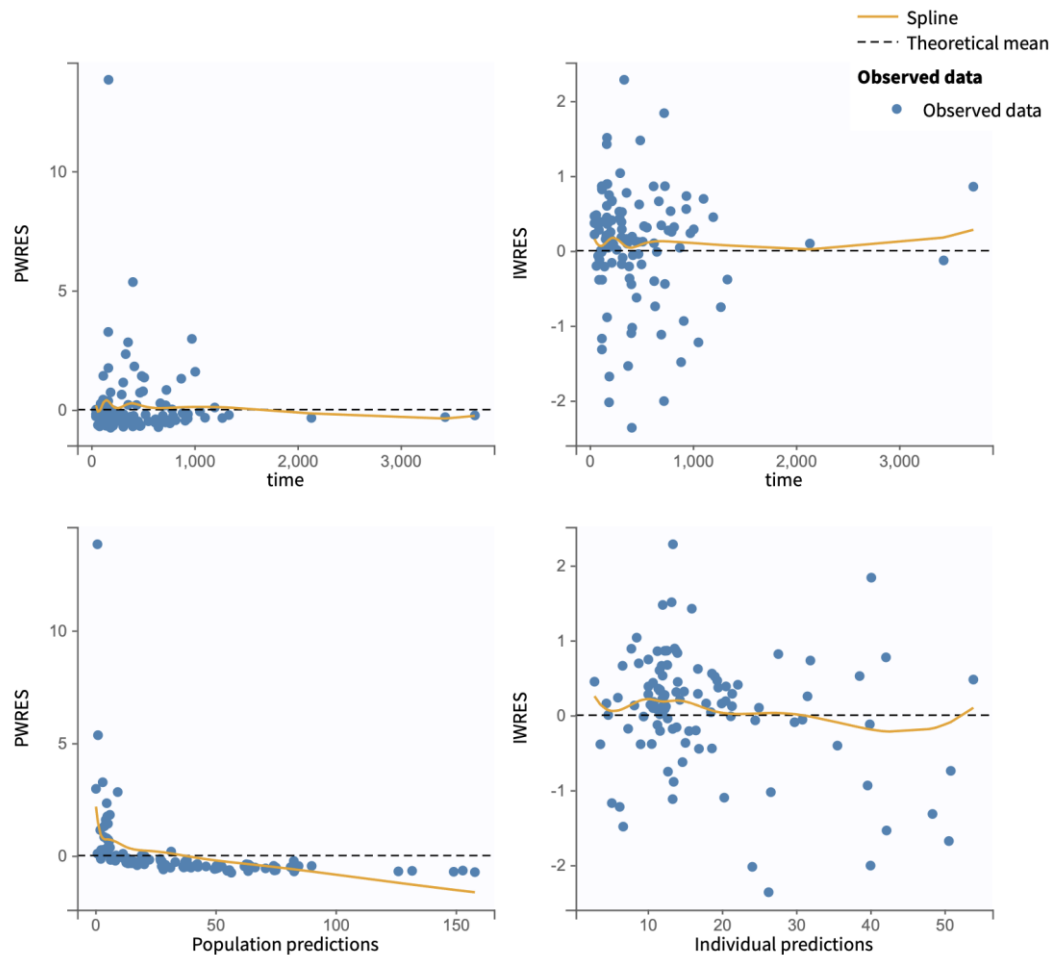 Spline
Theoretical mean
Observed data
Observed data
PWRES
10
5
0
0
1,000
2,000
3,000
time
IWRES
2
1
0
-1
-2
0
1,000
2,000
3,000
time
PWRES
10
5
0
0
50
100
150
Population predictions
IWRES
2
1
0
-1
-2
10
20
30
40
50
Individual predictions